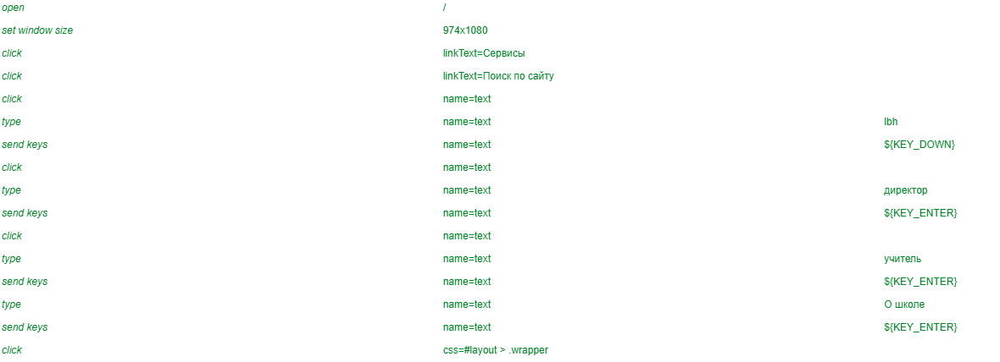 open /
set window size 974x1080
click linkText=Сервисы
click linkText=Поиск по сайту
click name=text
type name=text lbh
send keys name=text ${KEY_DOWN}
click name=text
type name=text директор
send keys name=text ${KEY_ENTER}
click name=text
type name=text учитель
send keys name=text ${KEY_ENTER}
type name=text О школе
send keys name=text ${KEY_ENTER}
click css=#layout > .wrapper